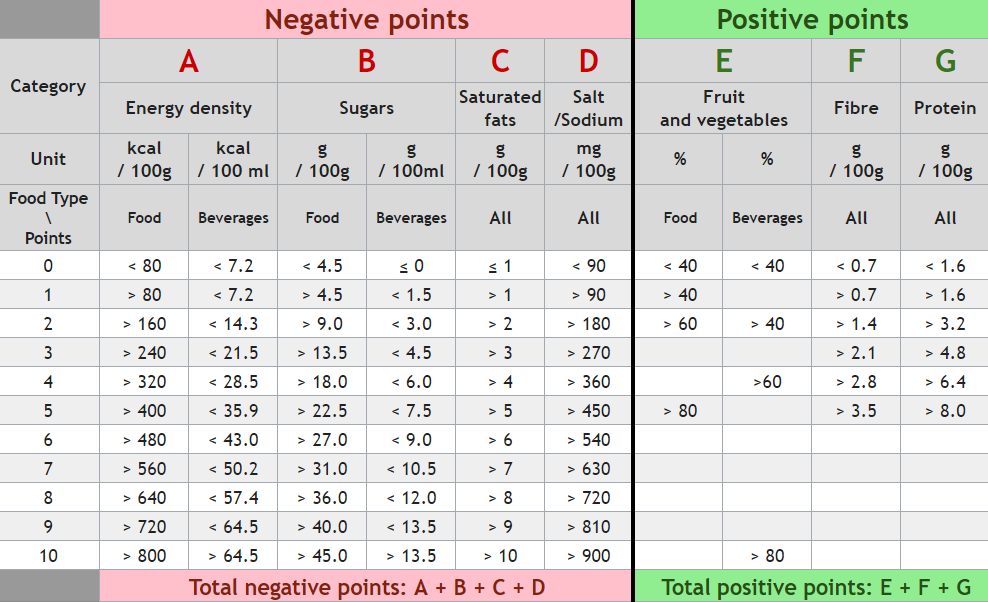 Negative points Positive points
Category A B C D E F G
Energy density Sugars Saturated fats Salt /Sodium Fruit and vegetables Fibre Protein
Unit kcal / 100g kcal / 100 ml g / 100g g / 100ml g / 100g mg / 100g % % g / 100g g / 100g
Food Type \ Points Food Beverages Food Beverages All All Food Beverages All All
0 < 80 < 7.2 < 4.5 ≤ 0 ≤ 1 < 90 < 40 < 40 < 0.7 < 1.6
1 > 80 < 7.2 > 4.5 < 1.5 > 1 > 90 > 40 > 0.7 > 1.6
2 > 160 < 14.3 > 9.0 < 3.0 > 2 > 180 > 60 > 40 > 1.4 > 3.2
3 > 240 < 21.5 > 13.5 < 4.5 > 3 > 270 > 2.1 > 4.8
4 > 320 < 28.5 > 18.0 < 6.0 > 4 > 360 >60 > 2.8 > 6.4
5 > 400 < 35.9 > 22.5 < 7.5 > 5 > 450 > 80 > 3.5 > 8.0
6 > 480 < 43.0 > 27.0 < 9.0 > 6 > 540
7 > 560 < 50.2 > 31.0 < 10.5 > 7 > 630
8 > 640 < 57.4 > 36.0 < 12.0 > 8 > 720
9 > 720 < 64.5 > 40.0 < 13.5 > 9 > 810
10 > 800 > 64.5 > 45.0 > 13.5 > 10 > 900 > 80
Total negative points: A + B + C + D Total positive points: E + F + G